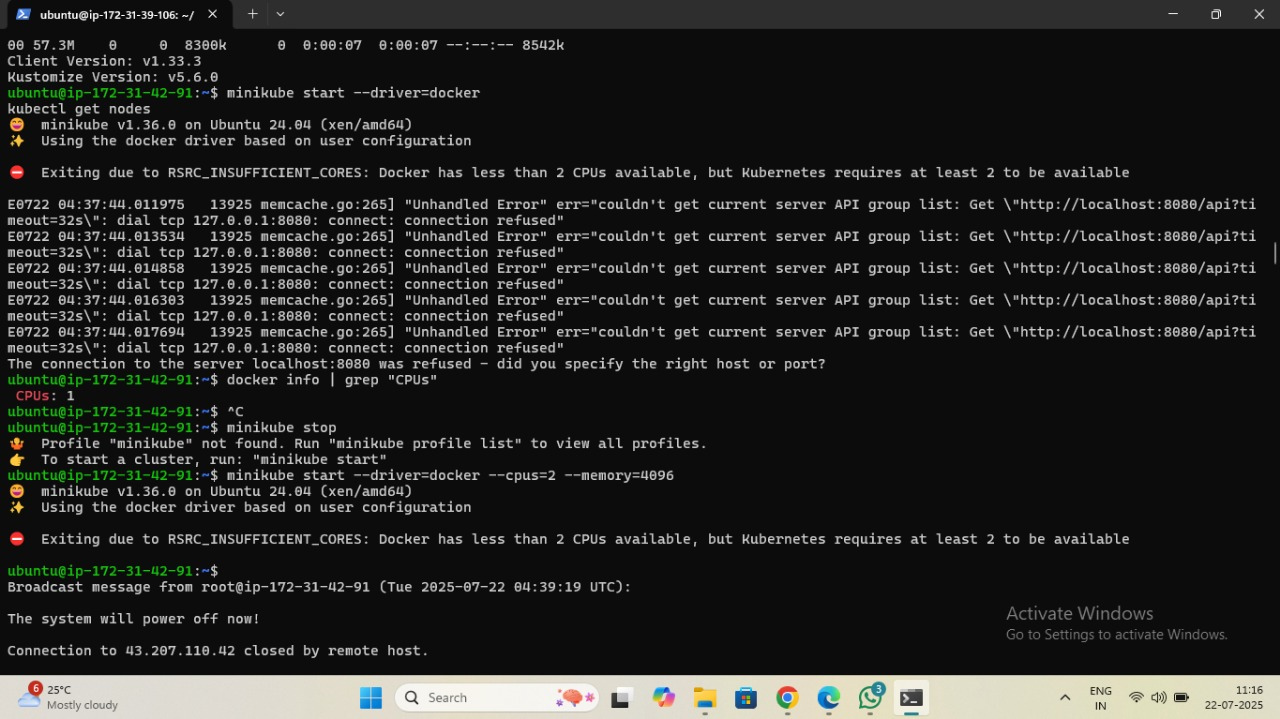 ubuntu@ip-172-31-39-106: ~/
00 57.3M    0     0  8300k      0  0:00:07  0:00:07 --:--:-- 8542k
Client Version: v1.33.3
Kustomize Version: v5.6.0
ubuntu@ip-172-31-42-91:~$ minikube start --driver=docker
kubectl get nodes
minikube v1.36.0 on Ubuntu 24.04 (xen/amd64)
Using the docker driver based on user configuration
Exiting due to RSRC_INSUFFICIENT_CORES: Docker has less than 2 CPUs available, but Kubernetes requires at least 2 to be available
E0722 04:37:44.011975   13925 memcache.go:265] "Unhandled Error" err="couldn't get current server API group list: Get \"http://localhost:8080/api?ti
meout=32s\": dial tcp 127.0.0.1:8080: connect: connection refused"
E0722 04:37:44.013534   13925 memcache.go:265] "Unhandled Error" err="couldn't get current server API group list: Get \"http://localhost:8080/api?ti
meout=32s\": dial tcp 127.0.0.1:8080: connect: connection refused"
E0722 04:37:44.014858   13925 memcache.go:265] "Unhandled Error" err="couldn't get current server API group list: Get \"http://localhost:8080/api?ti
meout=32s\": dial tcp 127.0.0.1:8080: connect: connection refused"
E0722 04:37:44.016303   13925 memcache.go:265] "Unhandled Error" err="couldn't get current server API group list: Get \"http://localhost:8080/api?ti
meout=32s\": dial tcp 127.0.0.1:8080: connect: connection refused"
E0722 04:37:44.017694   13925 memcache.go:265] "Unhandled Error" err="couldn't get current server API group list: Get \"http://localhost:8080/api?ti
meout=32s\": dial tcp 127.0.0.1:8080: connect: connection refused"
The connection to the server localhost:8080 was refused - did you specify the right host or port?
ubuntu@ip-172-31-42-91:~$ docker info | grep "CPUs"
CPUs: 1
ubuntu@ip-172-31-42-91:~$ ^C
ubuntu@ip-172-31-42-91:~$ minikube stop
Profile "minikube" not found. Run "minikube profile list" to view all profiles.
To start a cluster, run: "minikube start"
ubuntu@ip-172-31-42-91:~$ minikube start --driver=docker --cpus=2 --memory=4096
minikube v1.36.0 on Ubuntu 24.04 (xen/amd64)
Using the docker driver based on user configuration
Exiting due to RSRC_INSUFFICIENT_CORES: Docker has less than 2 CPUs available, but Kubernetes requires at least 2 to be available
ubuntu@ip-172-31-42-91:~$
Broadcast message from root@ip-172-31-42-91 (Tue 2025-07-22 04:39:19 UTC):
The system will power off now!
Connection to 43.207.110.42 closed by remote host.
Activate Windows
Go to Settings to activate Windows.
6
25°C
Mostly cloudy
Search
3
ENG
IN
11:16
22-07-2025